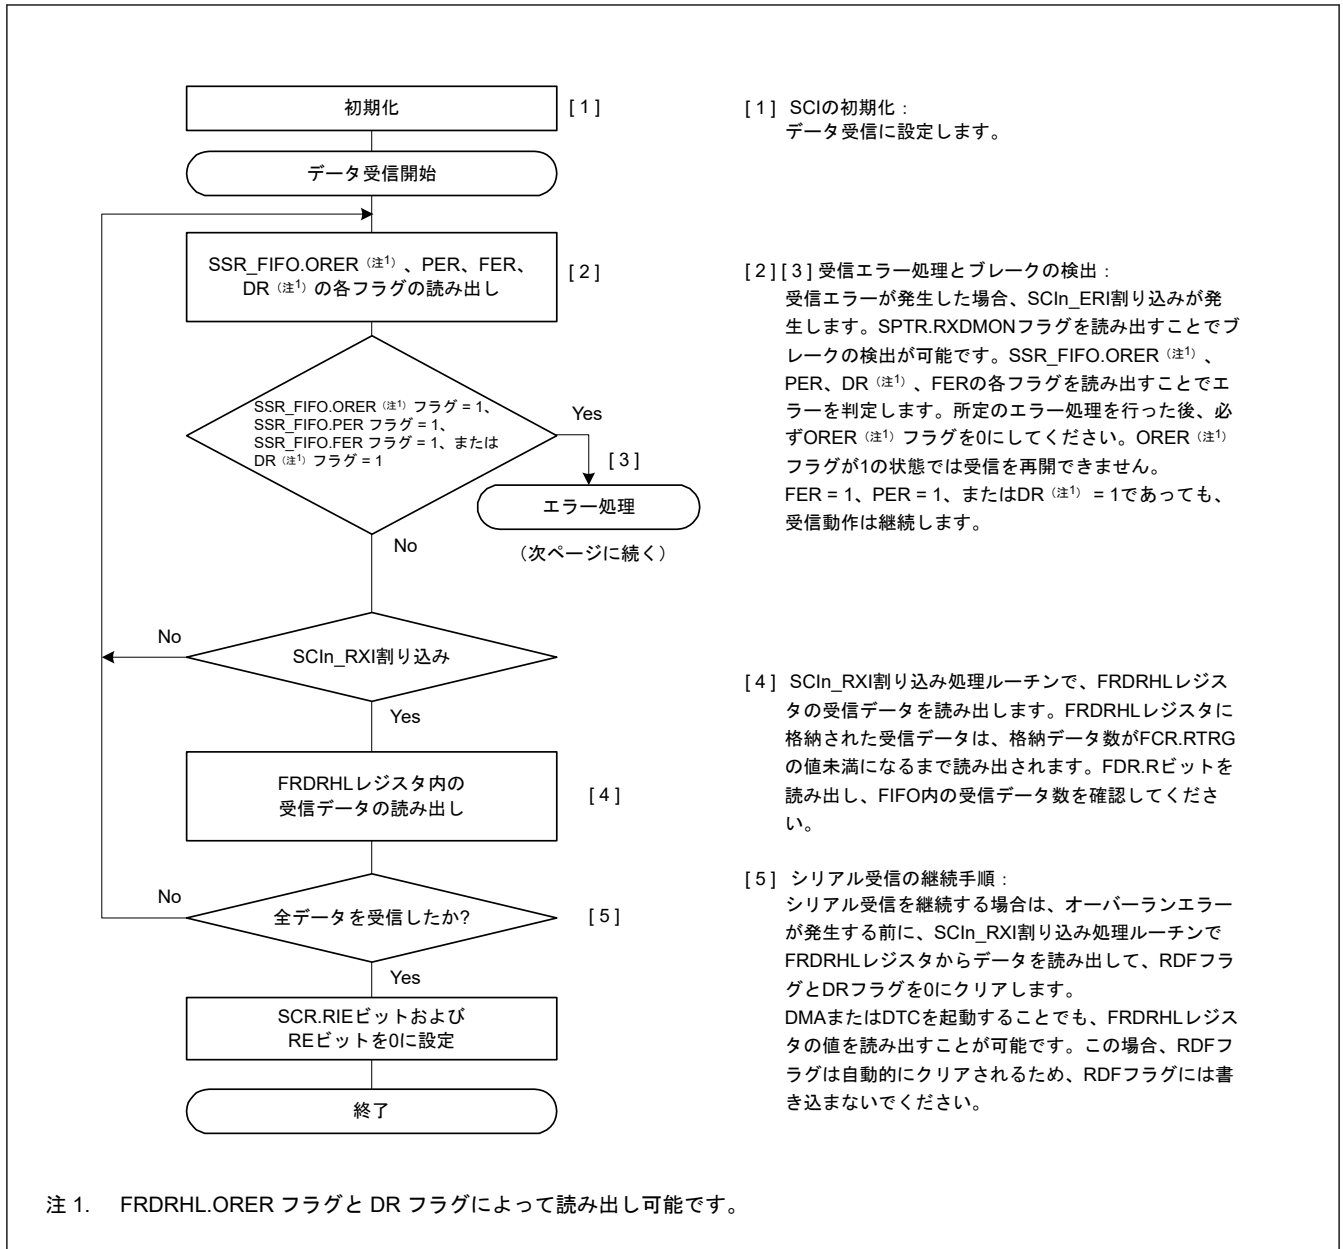 初期化
[ 1 ]
データ受信開始
SSR_FIFO.ORER（注1）、PER、FER、
DR（注1）の各フラグの読み出し
[ 2 ]
SSR_FIFO.ORER（注1）フラグ = 1、
SSR_FIFO.PER フラグ = 1、
SSR_FIFO.FER フラグ = 1、または
DR（注1）フラグ = 1
Yes
[ 3 ]
エラー処理
（次ページに続く）
No
SCIn_RXI割り込み
No
Yes
FRDRHLレジスタ内の
受信データの読み出し
[ 4 ]
全データを受信したか?
[ 5 ]
No
Yes
SCR.RIEビットおよび
REビットを0に設定
終了
[ 1 ] SCIの初期化：
データ受信に設定します。
[ 2 ] [ 3 ] 受信エラー処理とブレークの検出：
受信エラーが発生した場合、SCIn_ERI割り込みが発
生します。SPTR.RXDMONフラグを読み出すことでブ
レークの検出が可能です。SSR_FIFO.ORER（注1）、
PER、DR（注1）、FERの各フラグを読み出すことでエ
ラーを判定します。所定のエラー処理を行った後、必
ずORER（注1）フラグを0にしてください。ORER（注1）
フラグが1の状態では受信を再開できません。
FER = 1、PER = 1、またはDR（注1） = 1であっても、
受信動作は継続します。
[ 4 ] SCIn_RXI割り込み処理ルーチンで、FRDRHLレジス
タの受信データを読み出します。FRDRHLレジスタに
格納された受信データは、格納データ数がFCR.RTRG
の値未満になるまで読み出されます。FDR.Rビットを
読み出し、FIFO内の受信データ数を確認してくださ
い。
[ 5 ] シリアル受信の継続手順：
シリアル受信を継続する場合は、オーバーランエラー
が発生する前に、SCIn_RXI割り込み処理ルーチンで
FRDRHLレジスタからデータを読み出して、RDFフラ
グとDRフラグを0にクリアします。
DMAまたはDTCを起動することでも、FRDRHLレジス
タの値を読み出すことが可能です。この場合、RDFフ
ラグは自動的にクリアされるため、RDFフラグには書
き込まないでください。
注 1. FRDRHL.ORER フラグと DR フラグによって読み出し可能です。